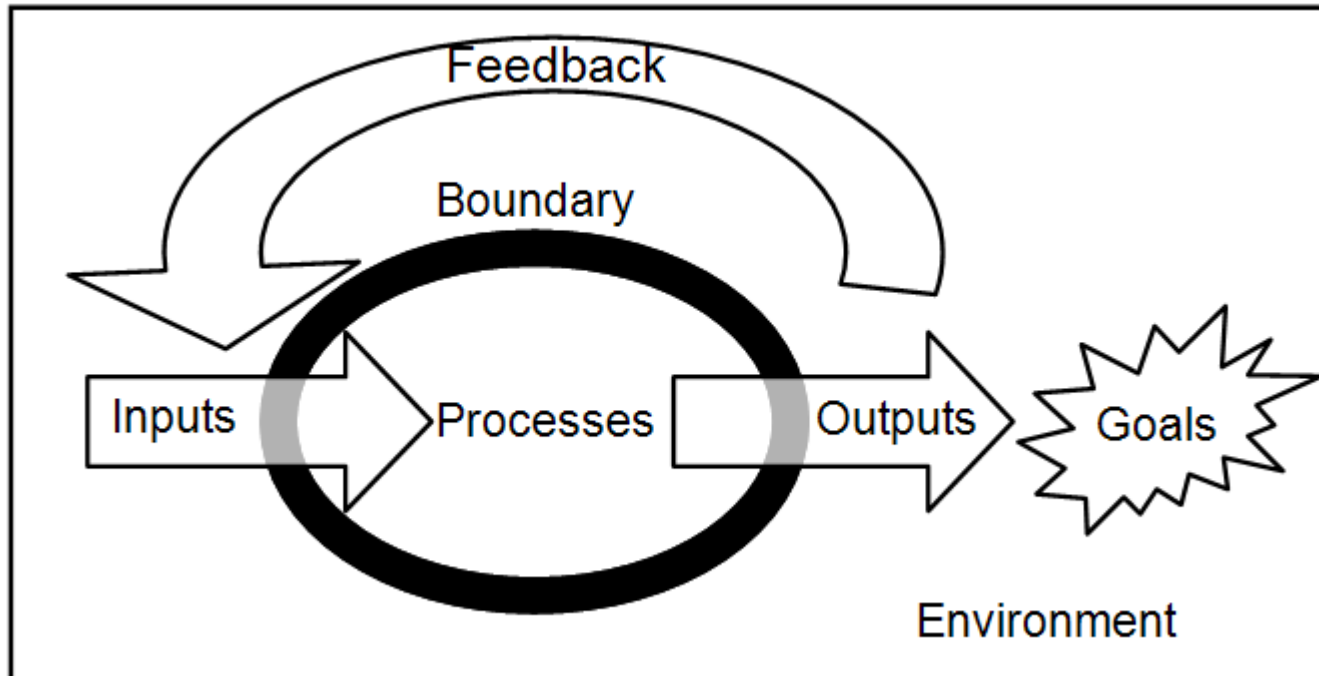 Feedback
Boundary
Inputs
Processes
Outputs
Goals
Environment